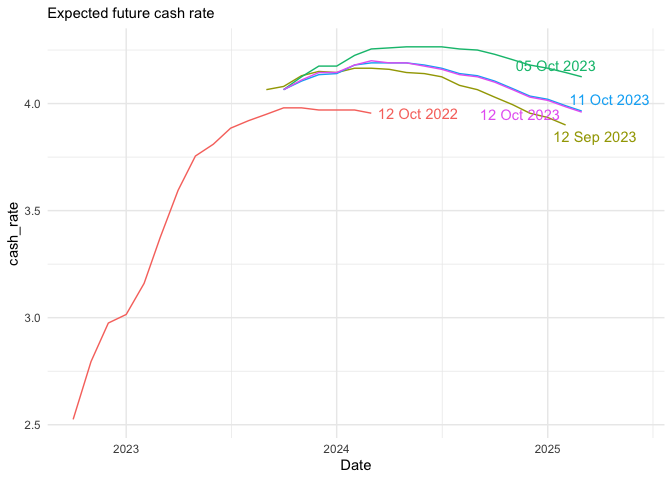 Expected future cash rate
cash_rate
4.0
3.5
3.0
2.5
05 Oct 2023
11 Oct 2023
12 Oct 2022
12 Oct 2023
12 Sep 2023
2023
2024
2025
Date